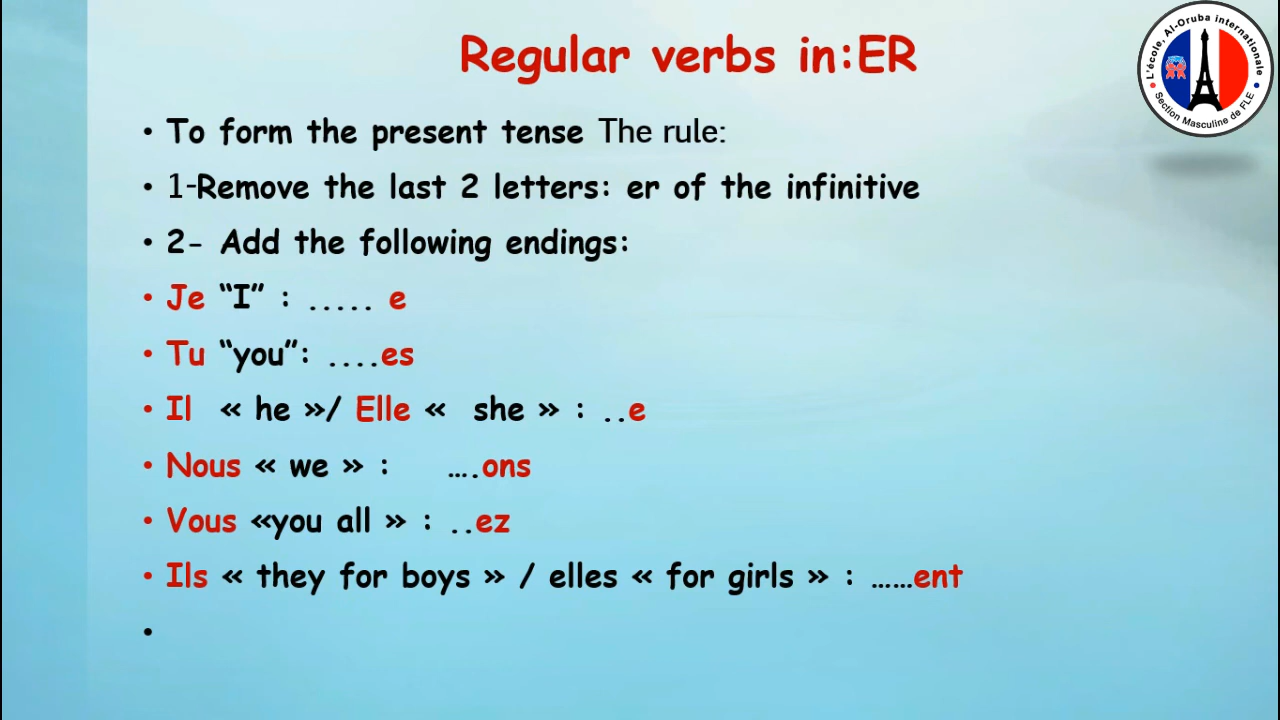 Regular verbs in:ER
L'école, Al-Oruba internationale
Section Masculine de FLE
• To form the present tense The rule:
• 1-Remove the last 2 letters: er of the infinitive
• 2- Add the following endings:
• Je “I” : ..... e
• Tu “you”: ....es
• Il « he »/ Elle « she » : ..e
• Nous « we » : ….ons
• Vous «you all » : ..ez
• Ils « they for boys » / elles « for girls » : ……ent
•